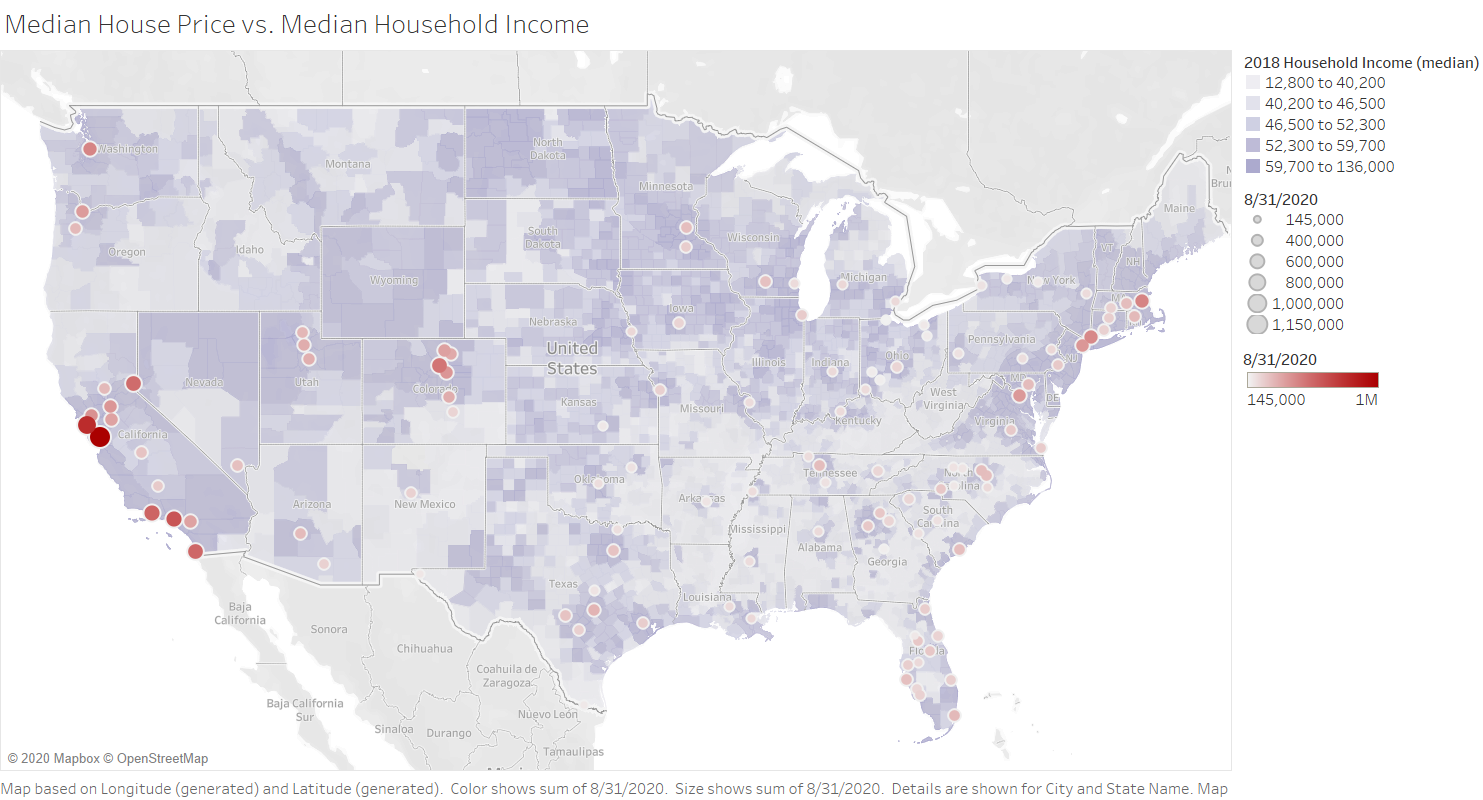 Median House Price vs. Median Household Income
2018 Household Income (median)
12,800 to 40,200
40,200 to 46,500
46,500 to 52,300
52,300 to 59,700
59,700 to 136,000
8/31/2020
145,000
400,000
600,000
800,000
1,000,000
1,150,000
8/31/2020
145,000 1M
Washington
Montana
North
Dakota
Minnesota
Maine
Oregon
Idaho
South
Dakota
Wisconsin
VT
NH
Wyoming
Michigan
New York
Iowa
Nebraska
Pennsylvania
United
States
Illinois
Indiana
Ohio
NJ
Nevada
Utah
Colorado
MD
DE
Kansas
Missouri
West
Virginia
Kentucky
Virginia
California
Oklahoma
Tennessee
Arizona
New Mexico
Arkansas
South
Carolina
Mississippi
Alabama
Georgia
Texas
Louisiana
Florida
Baja
California
Sonora
Chihuahua
Coahuila de
Zaragoza
Baja California
Sur
Nuevo León
Sinaloa
Durango
Tamaulipas
© 2020 Mapbox © OpenStreetMap
Map based on Longitude (generated) and Latitude (generated). Color shows sum of 8/31/2020. Size shows sum of 8/31/2020. Details are shown for City and State Name. Map